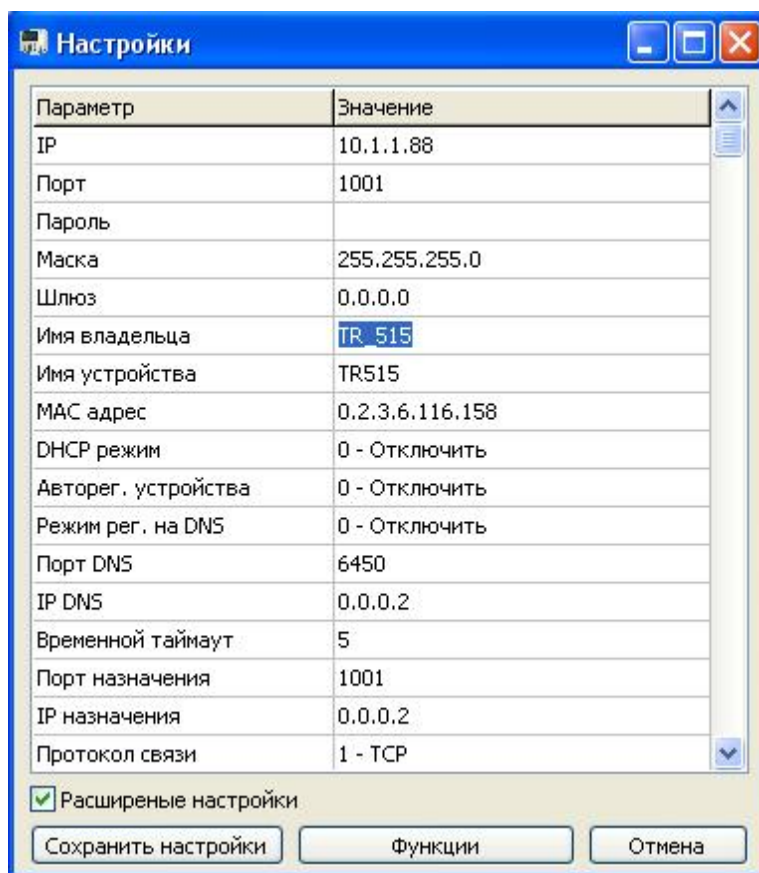 Настройки
Параметр Значение
IP 10.1.1.88
Порт 1001
Пароль
Маска 255.255.255.0
Шлюз 0.0.0.0
Имя владельца TR_515
Имя устройства TR515
MAC адрес 0.2.3.6.116.158
DHCP режим 0 - Отключить
Авторег. устройства 0 - Отключить
Режим рег. на DNS 0 - Отключить
Порт DNS 6450
IP DNS 0.0.0.2
Временной таймаут 5
Порт назначения 1001
IP назначения 0.0.0.2
Протокол связи 1 - TCP
Расширеные настройки
Сохранить настройки Функции Отмена